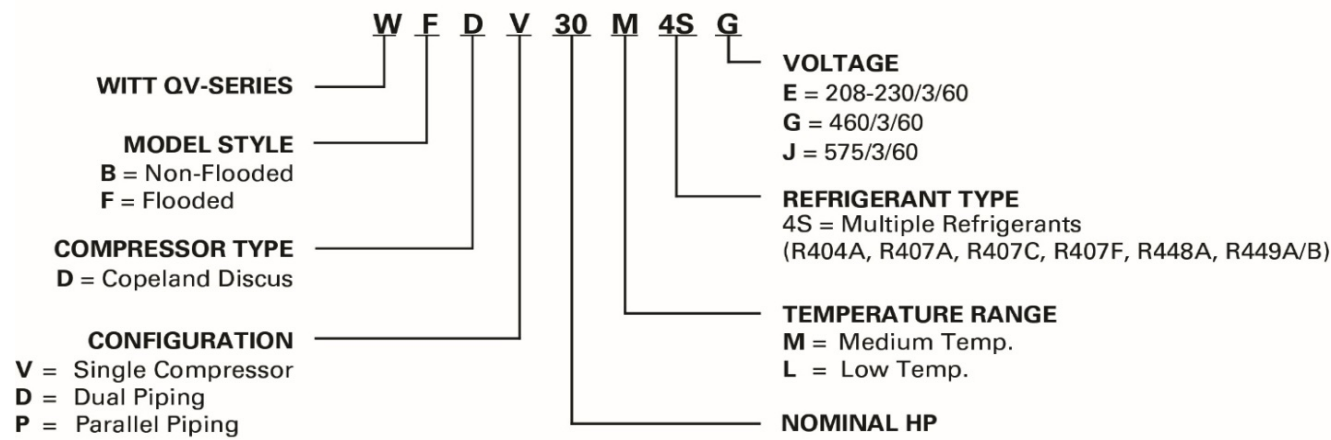 W F D V 30 M 4S G
WITT QV-SERIES
MODEL STYLE
B = Non-Flooded
F = Flooded
COMPRESSOR TYPE
D = Copeland Discus
CONFIGURATION
V = Single Compressor
D = Dual Piping
P = Parallel Piping
VOLTAGE
E = 208-230/3/60
G = 460/3/60
J = 575/3/60
REFRIGERANT TYPE
4S = Multiple Refrigerants
(R404A, R407A, R407C, R407F, R448A, R449A/B)
TEMPERATURE RANGE
M = Medium Temp.
L = Low Temp.
NOMINAL HP